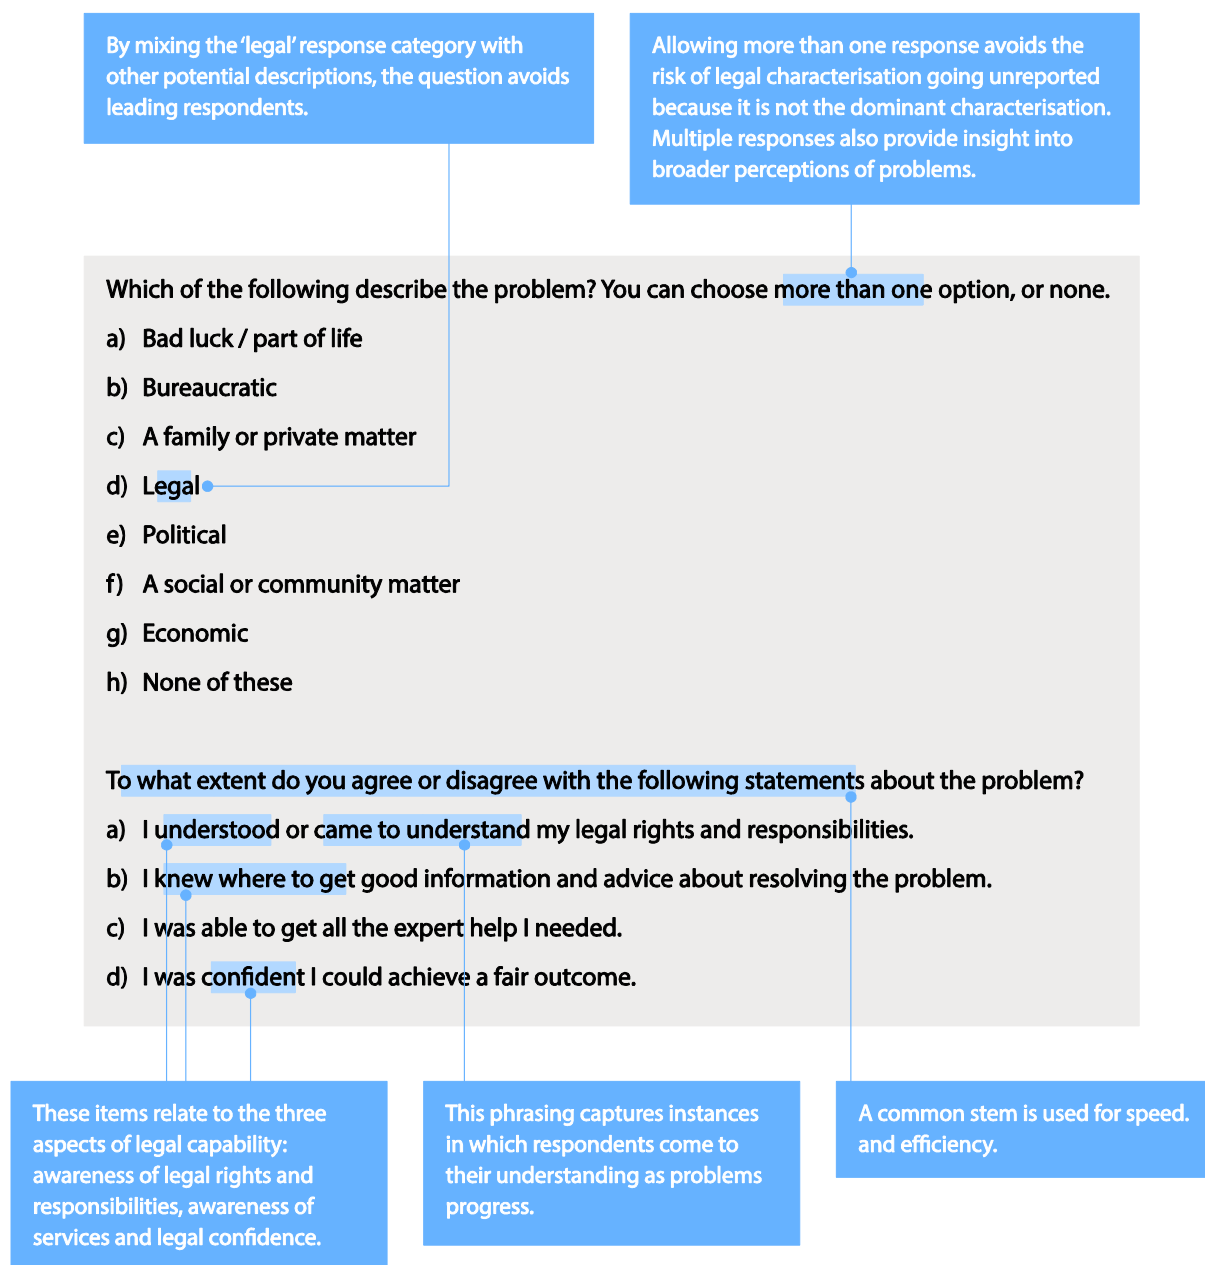 By mixing the ‘legal’ response category with
other potential descriptions, the question avoids
leading respondents.
Allowing more than one response avoids the
risk of legal characterisation going unreported
because it is not the dominant characterisation.
Multiple responses also provide insight into
broader perceptions of problems.
Which of the following describe the problem? You can choose more than one option, or none.
a) Bad luck / part of life
b) Bureaucratic
c) A family or private matter
d) Legal
e) Political
f) A social or community matter
g) Economic
h) None of these
To what extent do you agree or disagree with the following statements about the problem?
a) I understood or came to understand my legal rights and responsibilities.
b) I knew where to get good information and advice about resolving the problem.
c) I was able to get all the expert help I needed.
d) I was confident I could achieve a fair outcome.
These items relate to the three
aspects of legal capability:
awareness of legal rights and
responsibilities, awareness of
services and legal confidence.
This phrasing captures instances
in which respondents come to
their understanding as problems
progress.
A common stem is used for speed.
and efficiency.